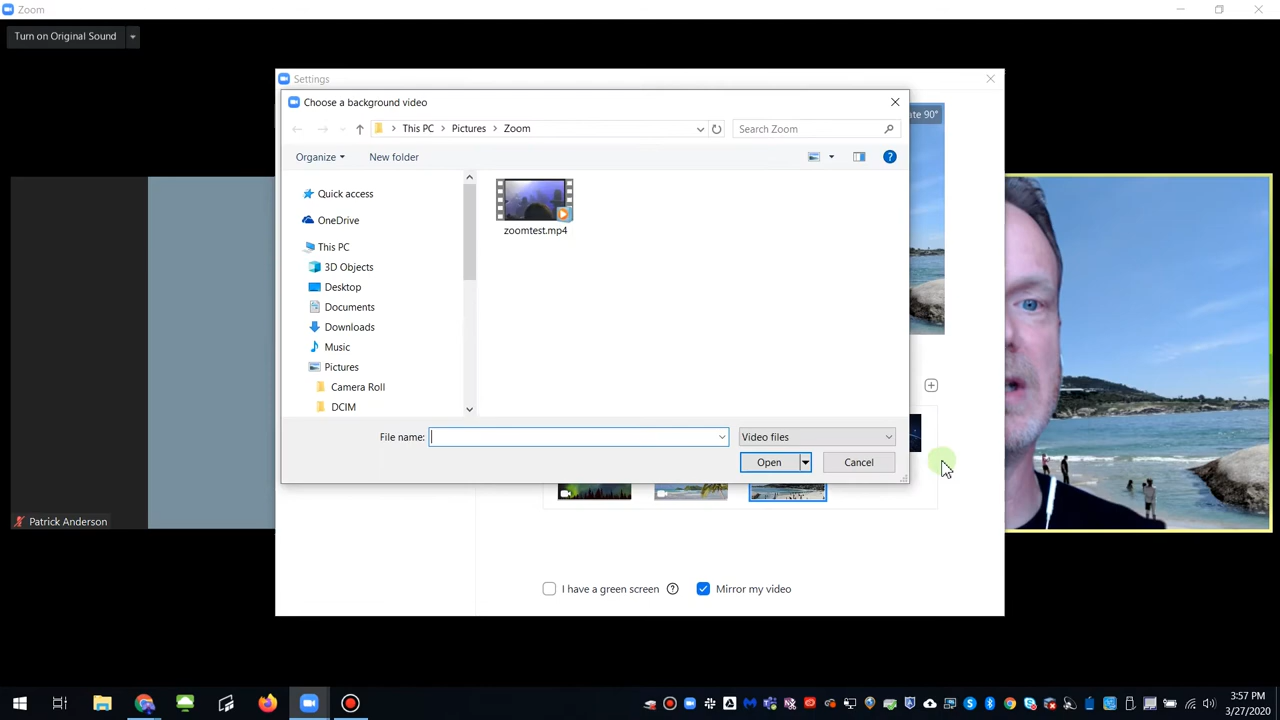 Zoom
Turn on Original Sound
Settings
Choose a background video
ate 90°
This PC
Pictures
Zoom
Search Zoom
Organize
New folder
?
Quick access
OneDrive
This PC
3D Objects
Desktop
Documents
Downloads
Music
Pictures
Camera Roll
DCIM
zoomtest.mp4
File name:
Video files
Open
Cancel
Patrick Anderson
I have a green screen
?
Mirror my video
3:57 PM
3/27/2020